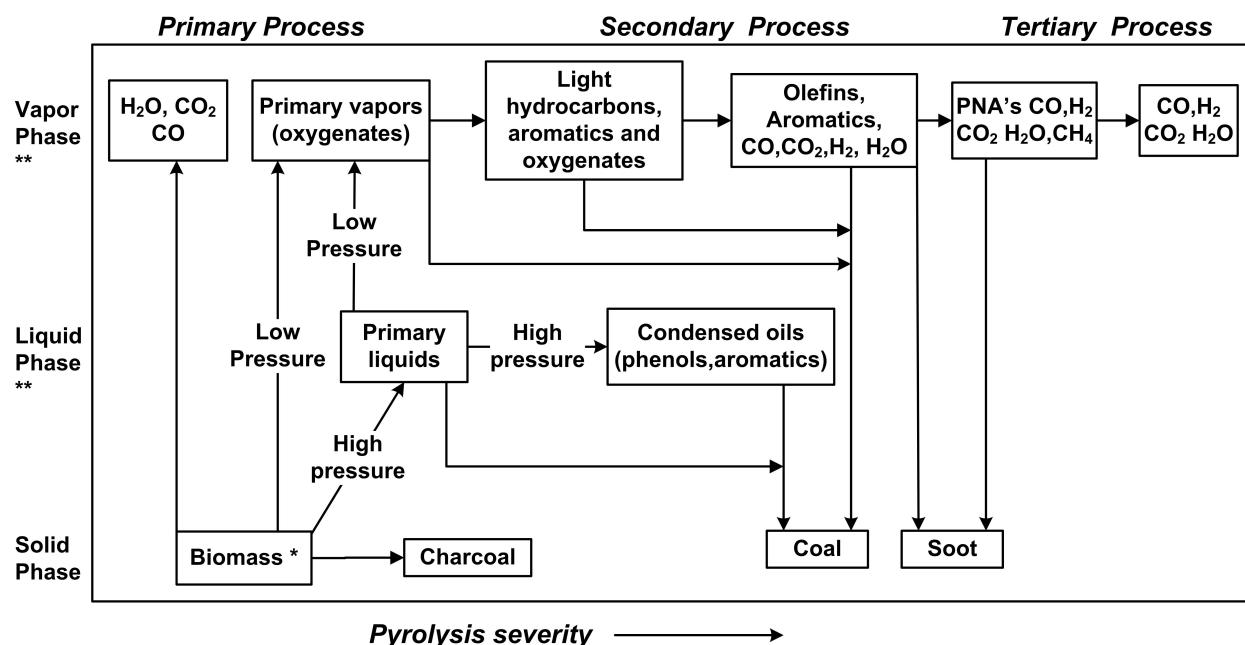 Primary Process
Secondary Process
Tertiary Process
Vapor
Phase
**
H₂O, CO₂
CO
Primary vapors
(oxygenates)
Light
hydrocarbons,
aromatics and
oxygenates
Olefins,
Aromatics,
CO,CO₂,H₂, H₂O
PNA's CO,H₂
CO₂ H₂O,CH₄
CO,H₂
CO₂ H₂O
Low
Pressure
Liquid
Phase
**
Low
Pressure
Primary
liquids
High
pressure
Condensed oils
(phenols,aromatics)
High
pressure
Solid
Phase
Biomass *
Charcoal
Coal
Soot
Pyrolysis severity